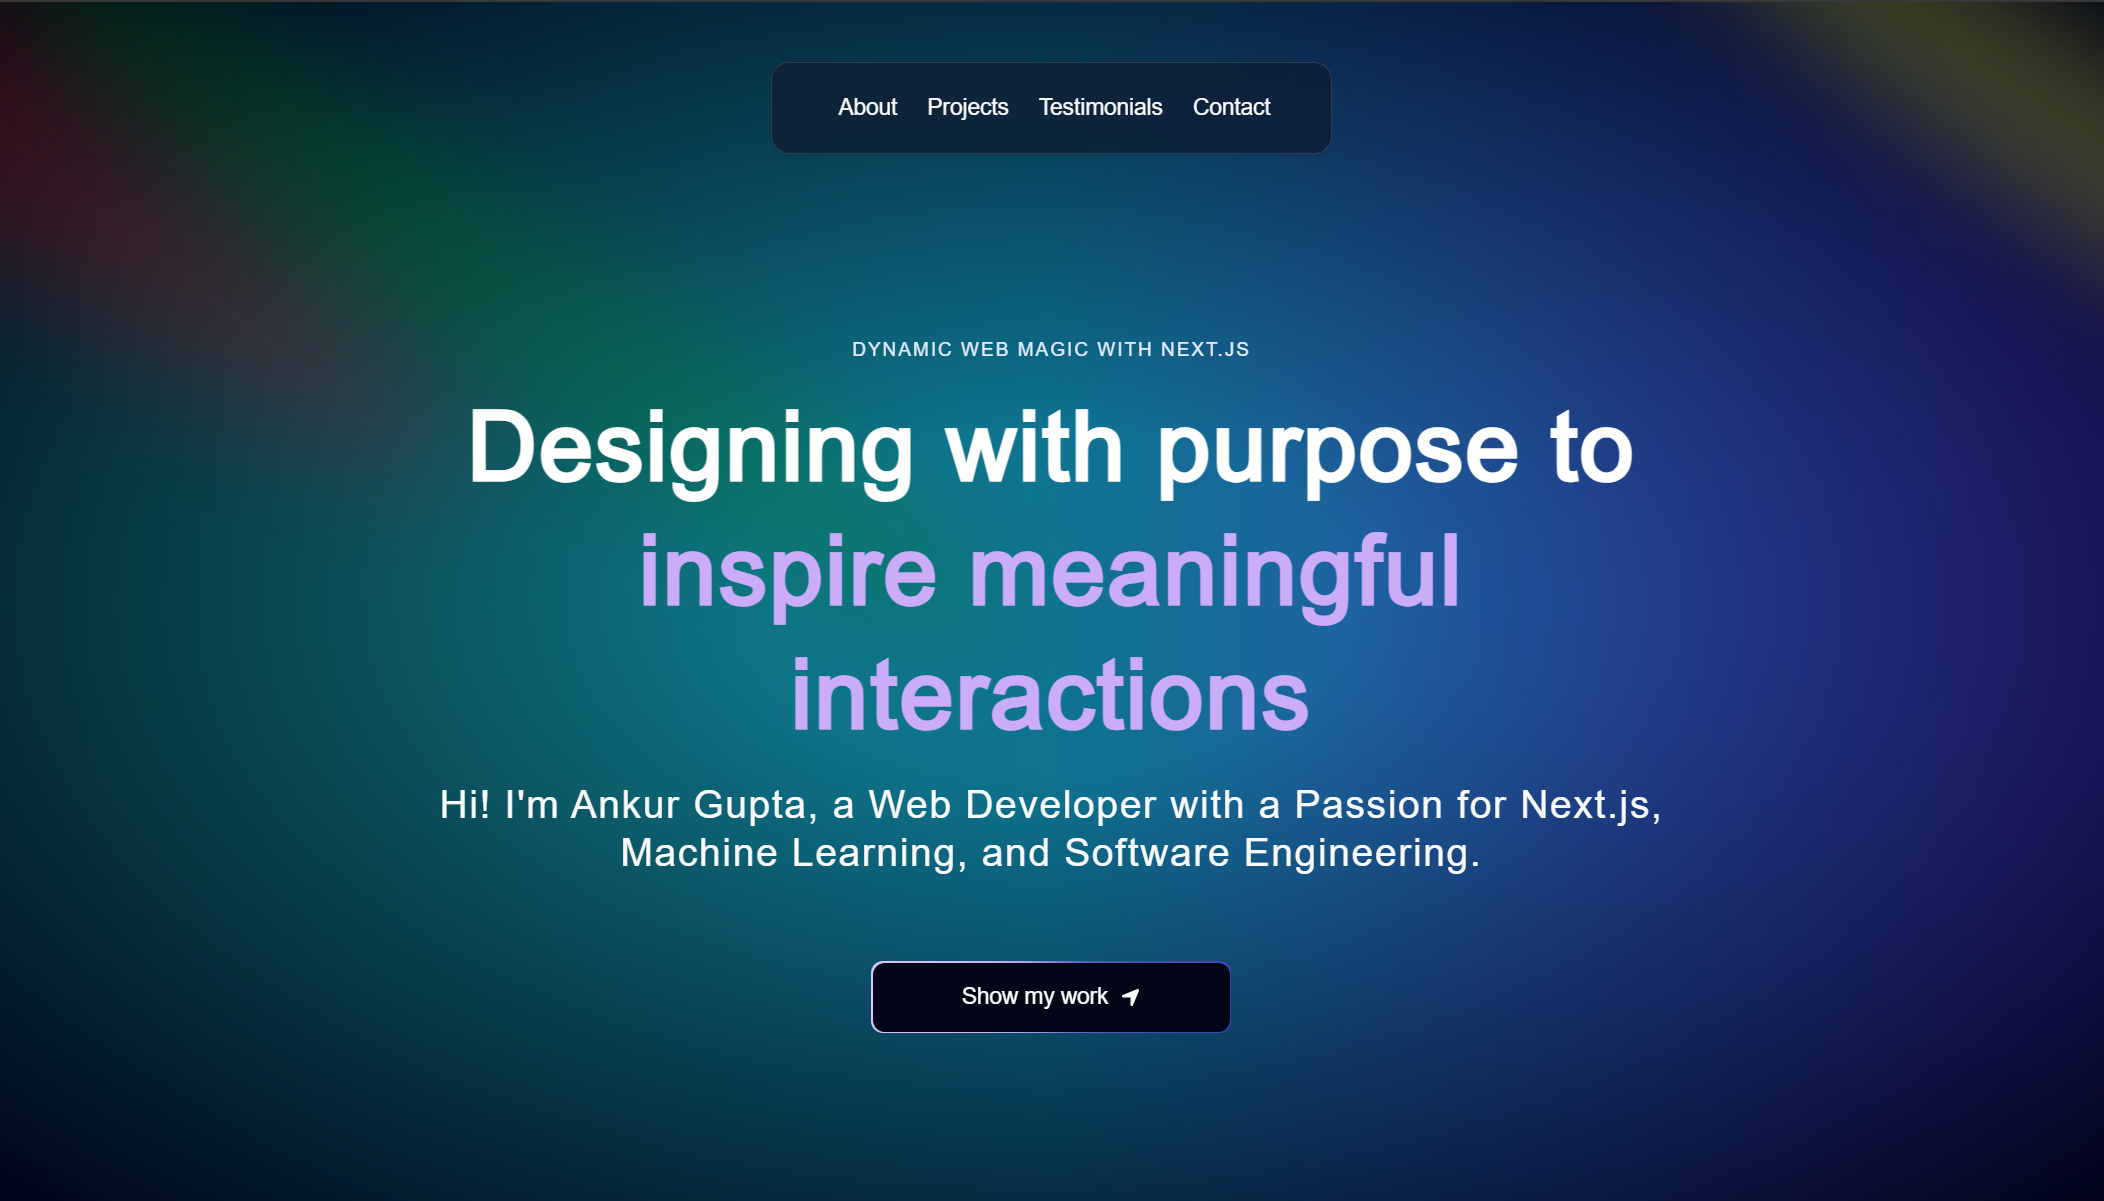 About Projects Testimonials Contact
DYNAMIC WEB MAGIC WITH NEXT.JS
Designing with purpose to
inspire meaningful
interactions
Hi! I'm Ankur Gupta, a Web Developer with a Passion for Next.js,
Machine Learning, and Software Engineering.
Show my work